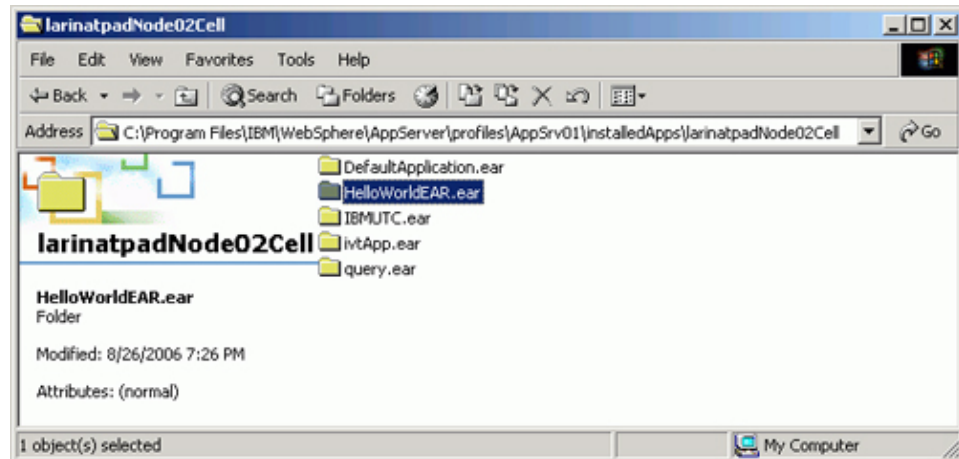 larinatpadNode02Cell
File Edit View Favorites Tools Help
Back Search Folders
Address C:\Program Files\IBM\WebSphere\AppServer\profiles\AppSrv01\installedApps\larinatpadNode02Cell Go
larinatpadNode02Cell
HelloWorldEAR.ear
Folder
Modified: 8/26/2006 7:26 PM
Attributes: (normal)
DefaultApplication.ear
HelloWorldEAR.ear
IBMUTC.ear
ivtApp.ear
query.ear
1 object(s) selected
My Computer